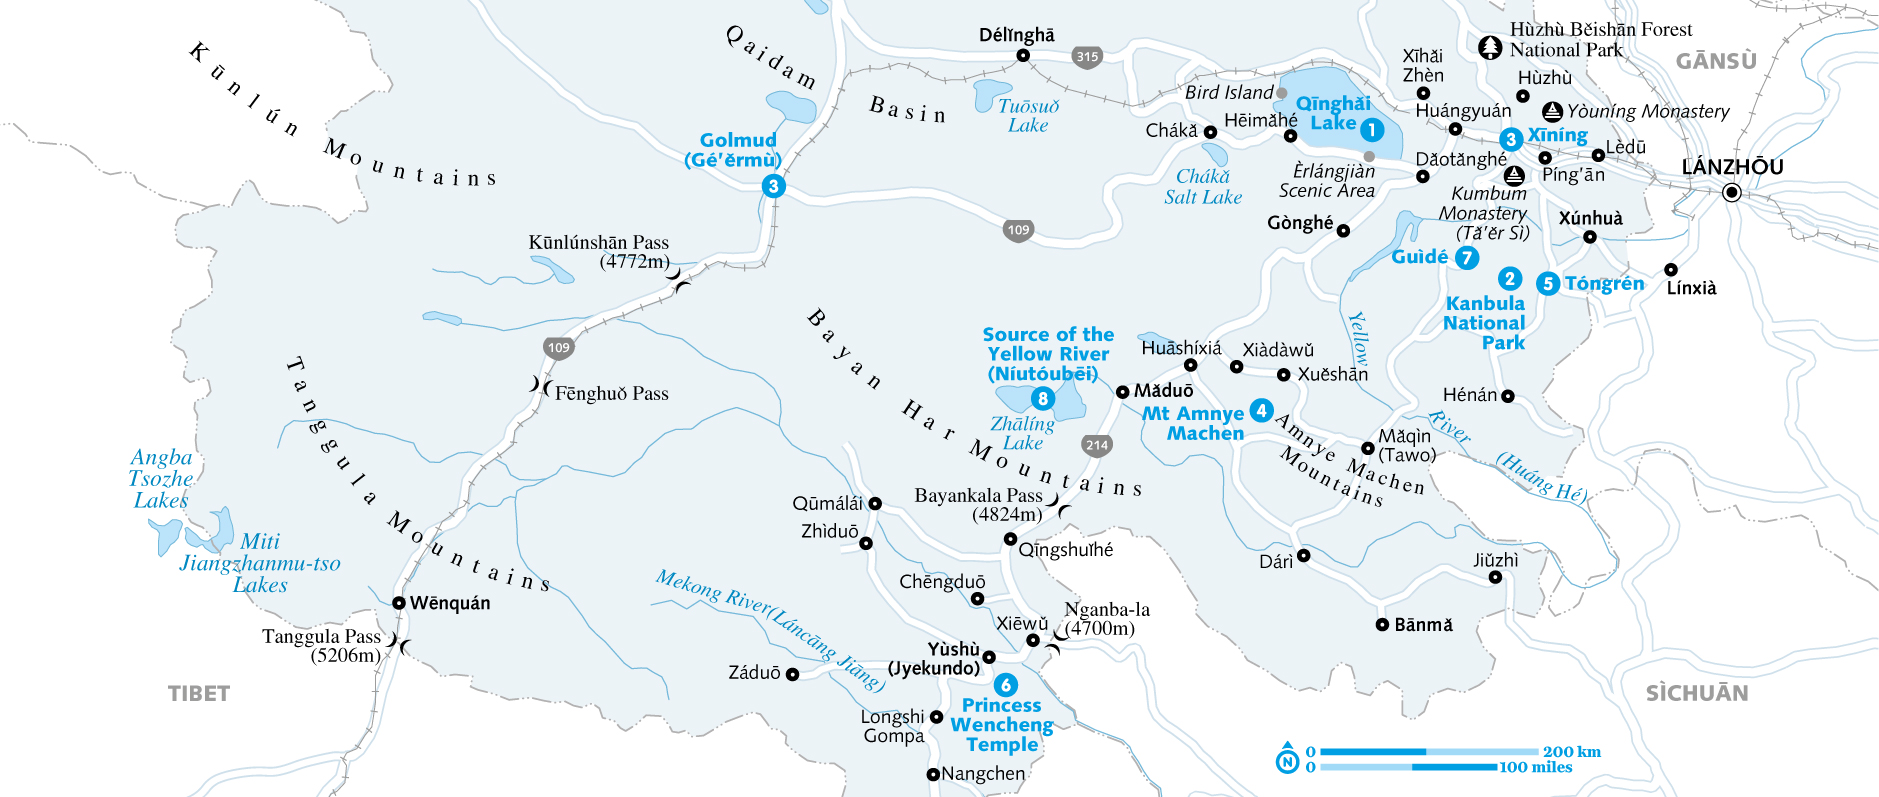 Kūnlún Mountains
Qaidam Basin
Délǐnghā
315
Hùzhù Běishān Forest
National Park
GĀNSÙ
Xīhǎi
Zhèn
Hùzhù
Bird Island
Qīnghǎi
Lake
1
Huángyuán
Yòuníng Monastery
Tuōsuǒ
Lake
Chákǎ
Hēimǎhé
3
Xīníng
Lèdū
LÁNZHŌU
Golmud
(Gé’ěrmù)
3
Chákǎ
Salt Lake
Èrlángjiàn
Scenic Area
Dǎotǎnghé
Píng’ān
Kumbum
Monastery
(Tǎ’ěr Sì)
Gònghé
Xúnhuà
109
Kūnlúnshān Pass
(4772m)
Guìdé
7
2
Kanbula
National
Park
5
Tóngrén
Línxià
Bayan Har Mountains
Yellow River (Huáng Hé)
Source of the
Yellow River
(Níutóubēi)
8
Zhālíng
Lake
Huāshíxiá
Xiàdàwǔ
Xuěshān
Mǎduō
109
Fēnghuǒ Pass
Tanggula Mountains
Mt Amnye
Machen
4
Amnye Machen
Mountains
Hénán
Mǎqìn
(Tawo)
214
Angba
Tsozhe
Lakes
Miti
Jiangzhanmu-tso
Lakes
Qūmálái
Zhìduō
Bayankala Pass
(4824m)
Qīngshuǐhé
Dárì
Jiǔzhì
Chēngduō
Mekong River(Láncāng Jiāng)
Wēnquán
Nganba-la
(4700m)
Xiēwǔ
Bānmǎ
Tanggula Pass
(5206m)
Yùshù
(Jyekundo)
Záduō
6
Princess
Wencheng
Temple
TIBET
SÌCHUĀN
Longshi
Gompa
Nangchen
N
0 200 km
0 100 miles